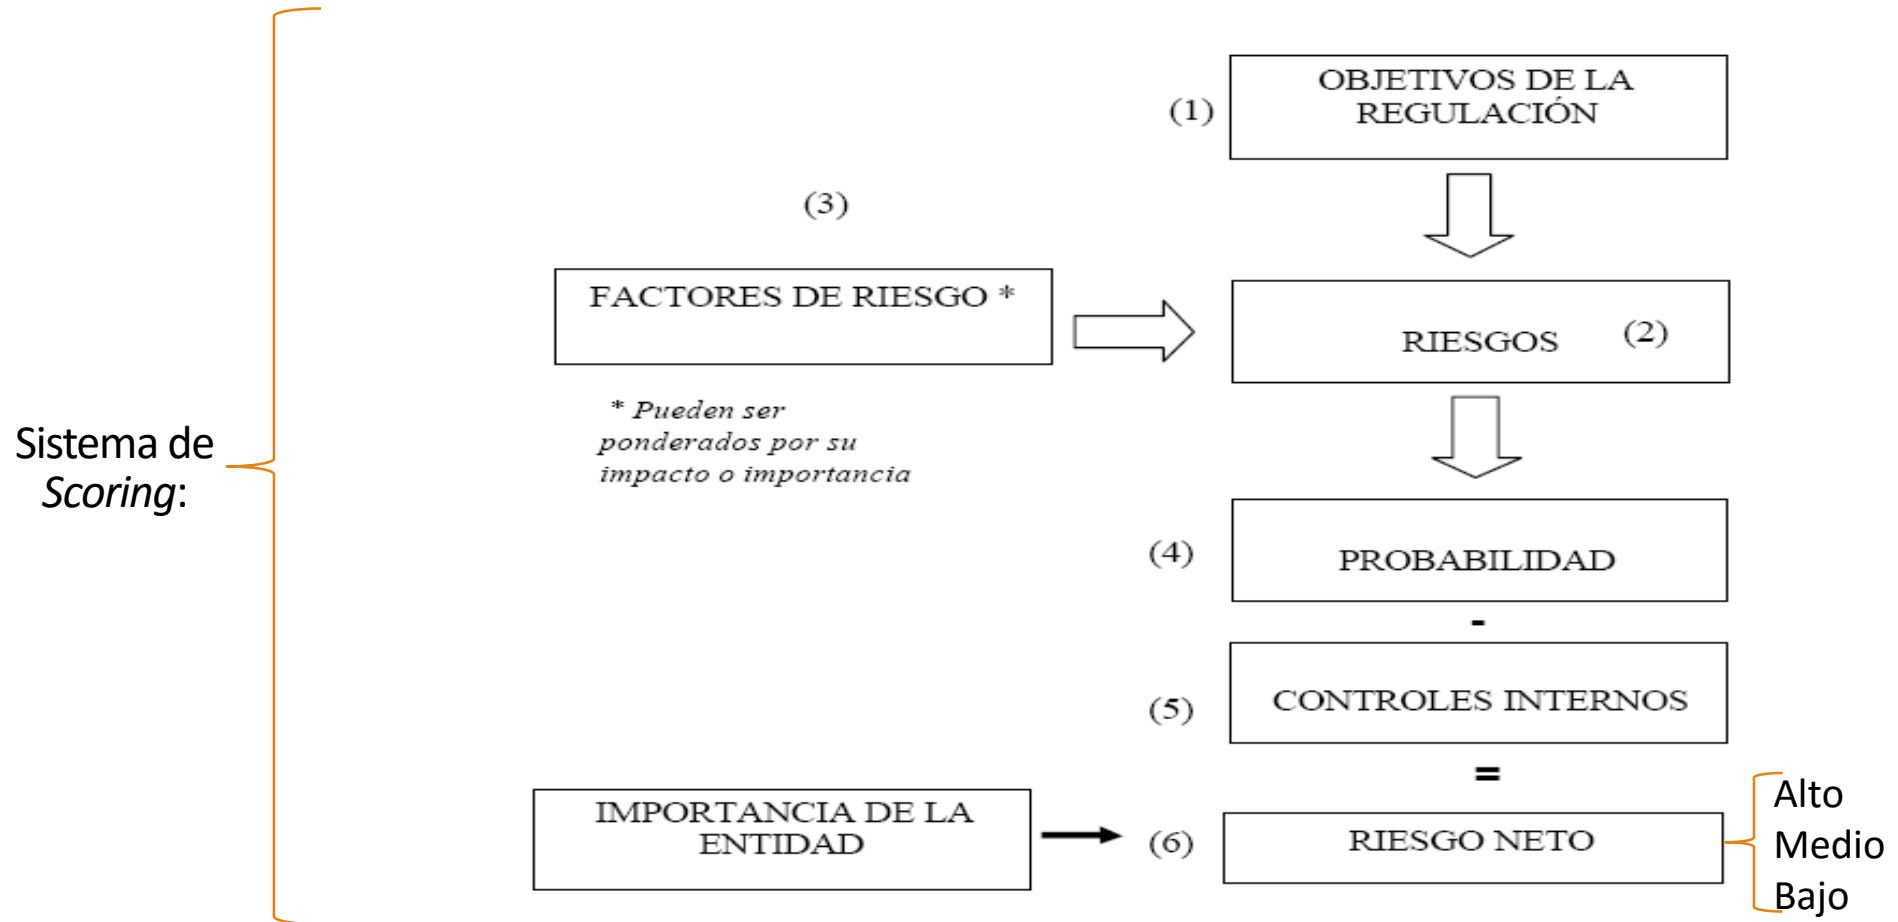 Sistema de
Scoring:
(1)
OBJETIVOS DE LA
REGULACIÓN
(3)
FACTORES DE RIESGO *
* Pueden ser
ponderados por su
impacto o importancia
RIESGOS (2)
(4)
PROBABILIDAD
-
(5)
CONTROLES INTERNOS
=
IMPORTANCIA DE LA
ENTIDAD
(6)
RIESGO NETO
Alto
Medio
Bajo